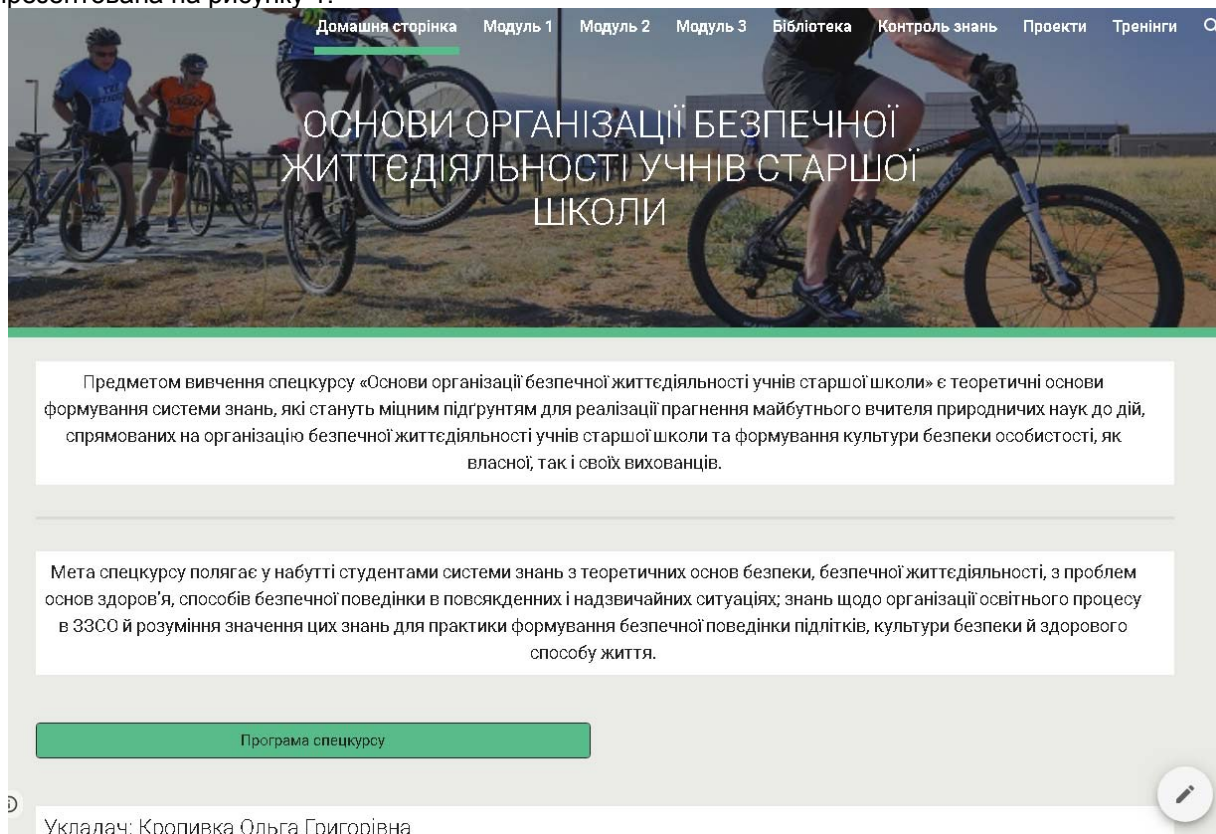 презентована на рисунку 1.
Домашня сторінка Модуль 1 Модуль 2 Модуль 3 Бібліотека Контроль знань Проекти Тренінги
ОСНОВИ ОРГАНІЗАЦІЇ БЕЗПЕЧНОЇ
ЖИТТЄДІЯЛЬНОСТІ УЧНІВ СТАРШОЇ
ШКОЛИ
Предметом вивчення спецкурсу «Основи організації безпечної життєдіяльності учнів старшої школи» є теоретичні основи
формування системи знань, які стануть міцним підґрунтям для реалізації прагнення майбутнього вчителя природничих наук до дій,
спрямованих на організацію безпечної життєдіяльності учнів старшої школи та формування культури безпеки особистості, як
власної, так і своїх вихованців.
Мета спецкурсу полягає у набутті студентами системи знань з теоретичних основ безпеки, безпечної життєдіяльності, з проблем
основ здоров'я, способів безпечної поведінки в повсякденних і надзвичайних ситуаціях; знань щодо організації освітнього процесу
в ЗЗСО й розуміння значення цих знань для практики формування безпечної поведінки підлітків, культури безпеки й здорового
способу життя.
Програма спецкурсу
Укладач: Кропивка Ольга Григорівна